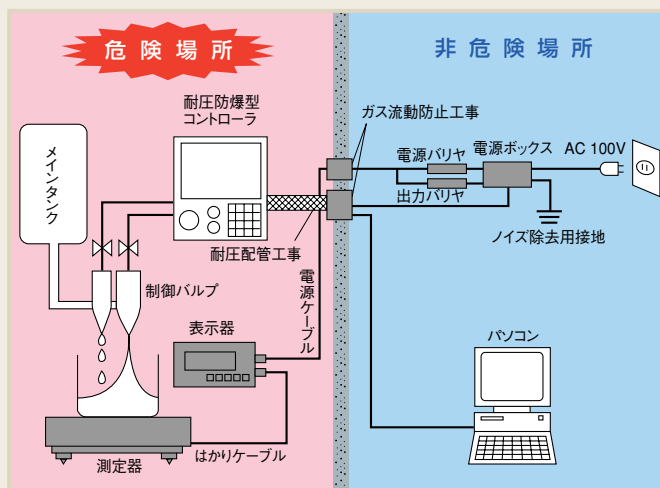 危険場所
非危険場所
耐圧防爆型
コントローラ
ガス流動防止工事
メインタンク
電源バリヤ
電源ボックス
AC 100V
出力バリヤ
ノイズ除去用接地
耐圧配管工事
制御バルブ
電源ケーブル
表示器
パソコン
はかりケーブル
測定器